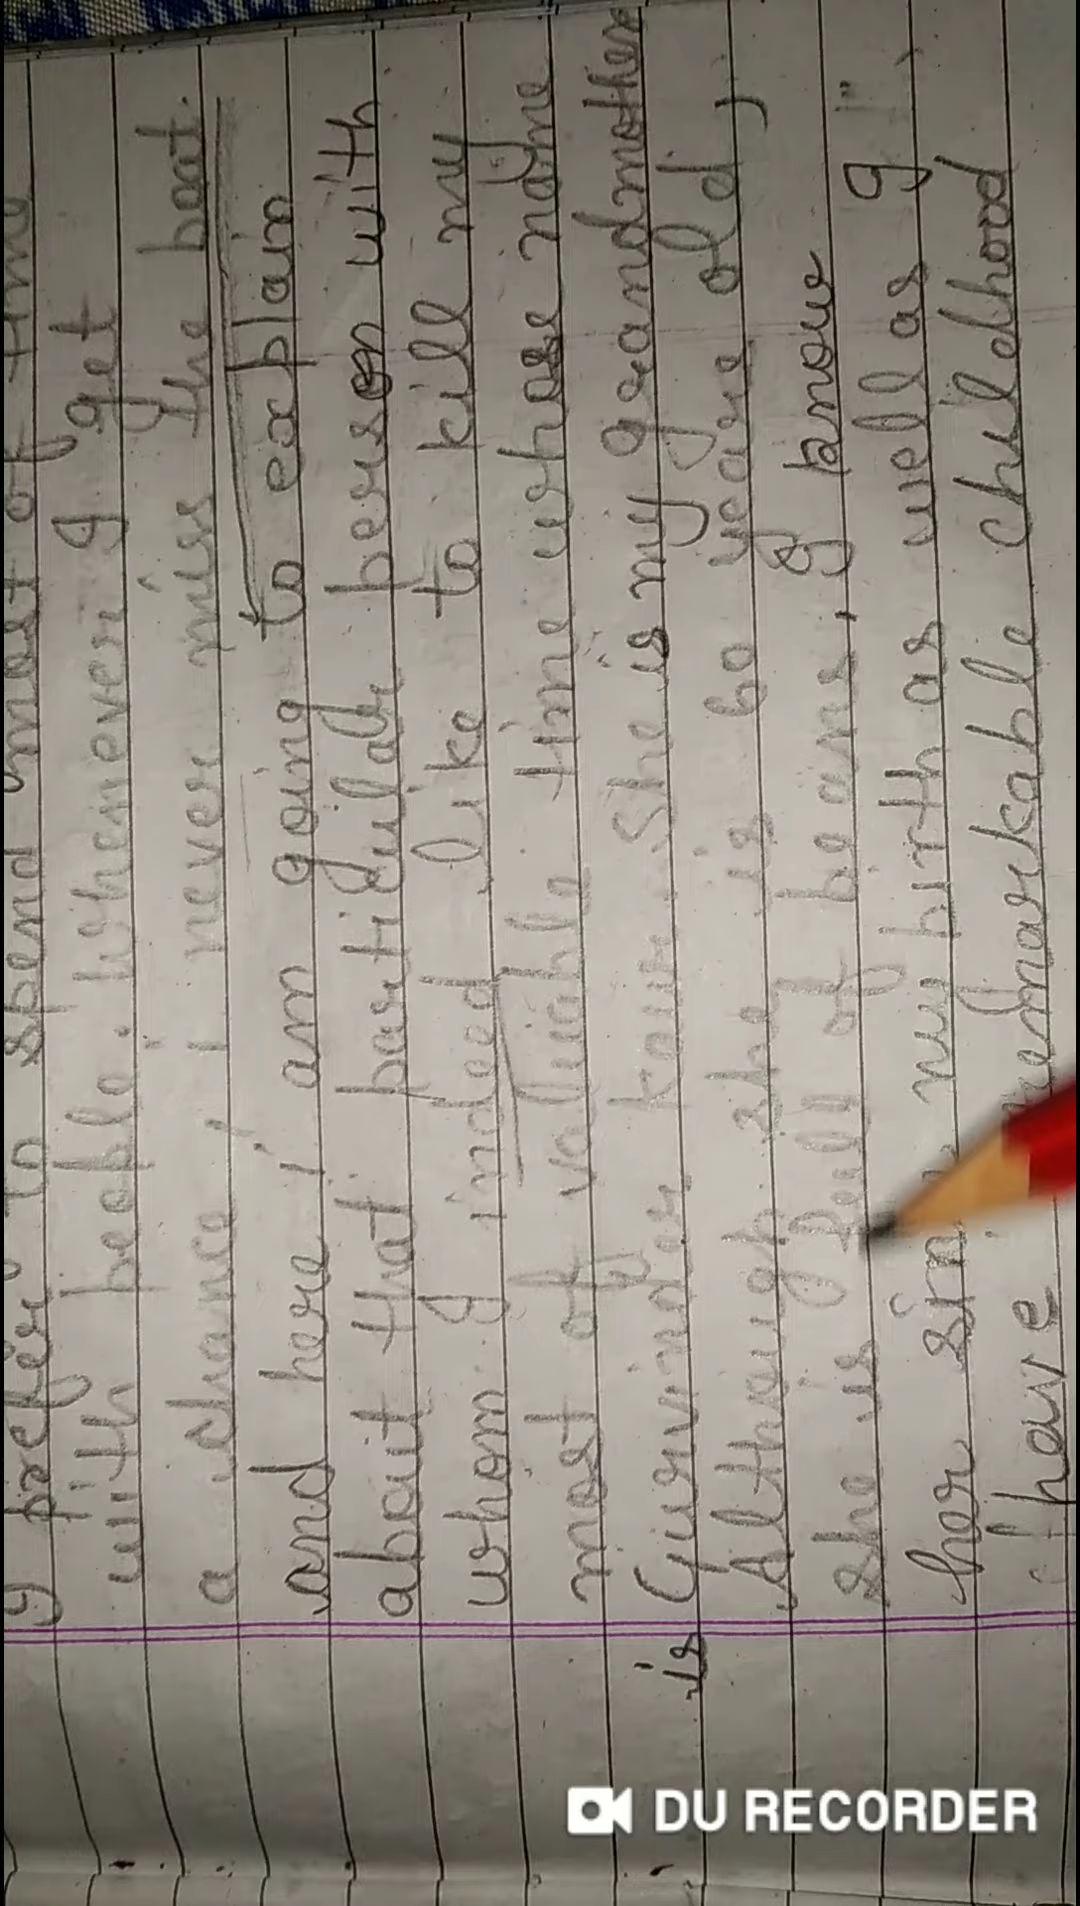 I prefer to spend most of time
with people. Whenever I get
a chance, i never miss the boat.
and here i am going to explain
about that particular person with
whom I indeed like to kill my
most of valuable time whose name
is Gurvinder Kaur She is my grandmother
Although she is 60 years old,
she is full of beans, I know
her since my birth as well as I
have remarkable childhood
DU RECORDER